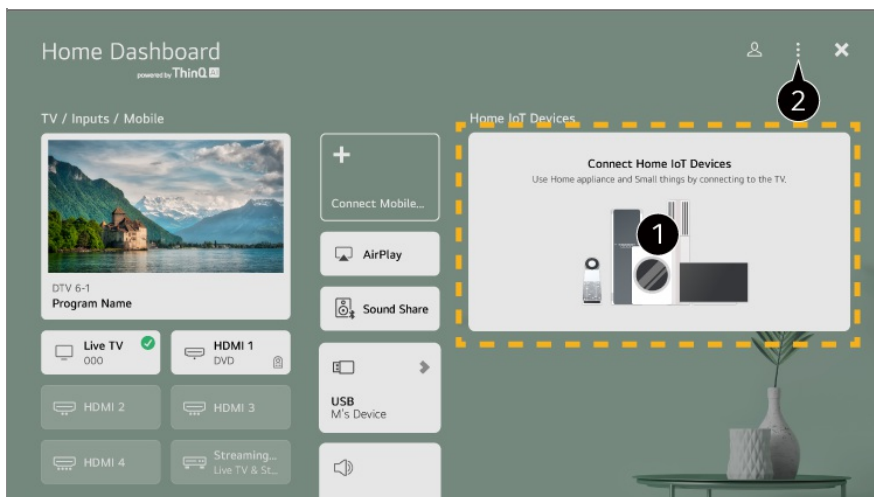 Home Dashboard
powered by ThinQ AI
2
TV / Inputs / Mobile
Home IoT Devices
DTV 6-1
Program Name
Live TV
000
HDMI 1
DVD
HDMI 2
HDMI 3
HDMI 4
Streaming...
Live TV & St...
+
Connect Mobile...
AirPlay
Sound Share
USB
M's Device
Connect Home IoT Devices
Use Home appliance and Small things by connecting to the TV.
1